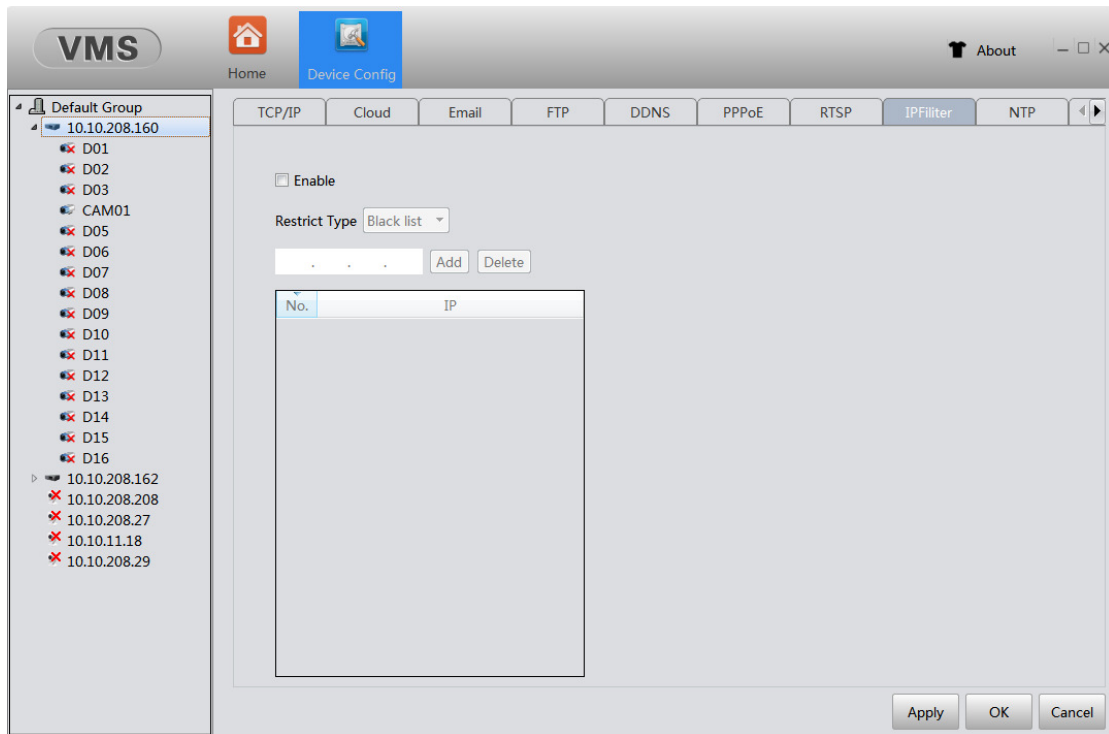 VMS
Home
Device Config
About
Default Group
10.10.208.160
D01
D02
D03
CAM01
D05
D06
D07
D08
D09
D10
D11
D12
D13
D14
D15
D16
10.10.208.162
10.10.208.208
10.10.208.27
10.10.11.18
10.10.208.29
TCP/IP Cloud Email FTP DDNS PPPoE RTSP IPFiliter NTP
Enable
Restrict Type Black list
. . . Add Delete
No. IP
Apply OK Cancel